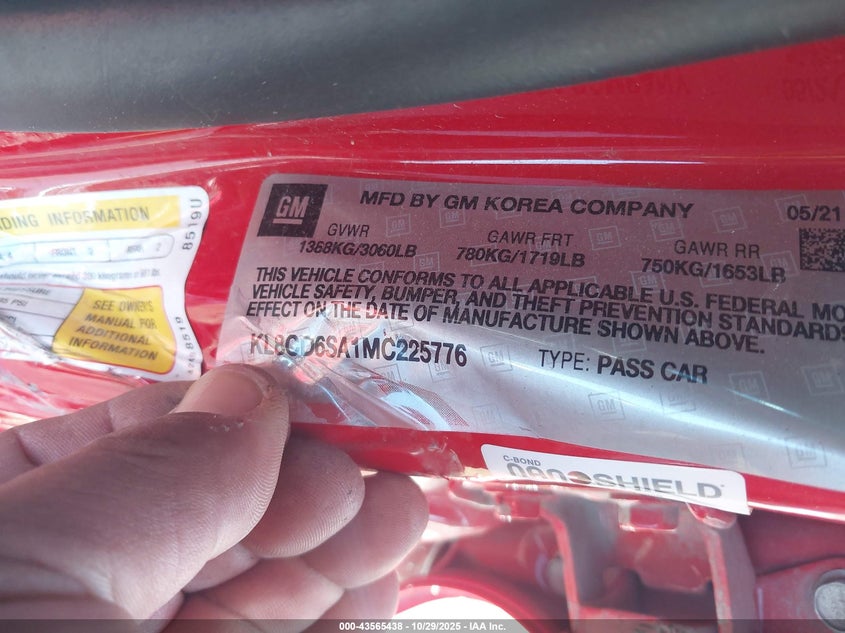 DING INFORMATION
8519U
SEE OWNER'S
MANUAL FOR
ADDITIONAL
INFORMATION
GM
MFD BY GM KOREA COMPANY
05/21
GVWR
GAWR FRT
GAWR RR
1388KG/3060LB
780KG/1719LB
750KG/1653LB
THIS VEHICLE CONFORMS TO ALL APPLICABLE U.S. FEDERAL MO
VEHICLE SAFETY, BUMPER, AND THEFT PREVENTION STANDARDS
EFFECT ON THE DATE OF MANUFACTURE SHOWN ABOVE.
KL8CD6SA1MC225776
TYPE: PASS CAR
C-BOND
nanoSHIELD
000-43565438 - 10/29/2025 - IAA Inc.